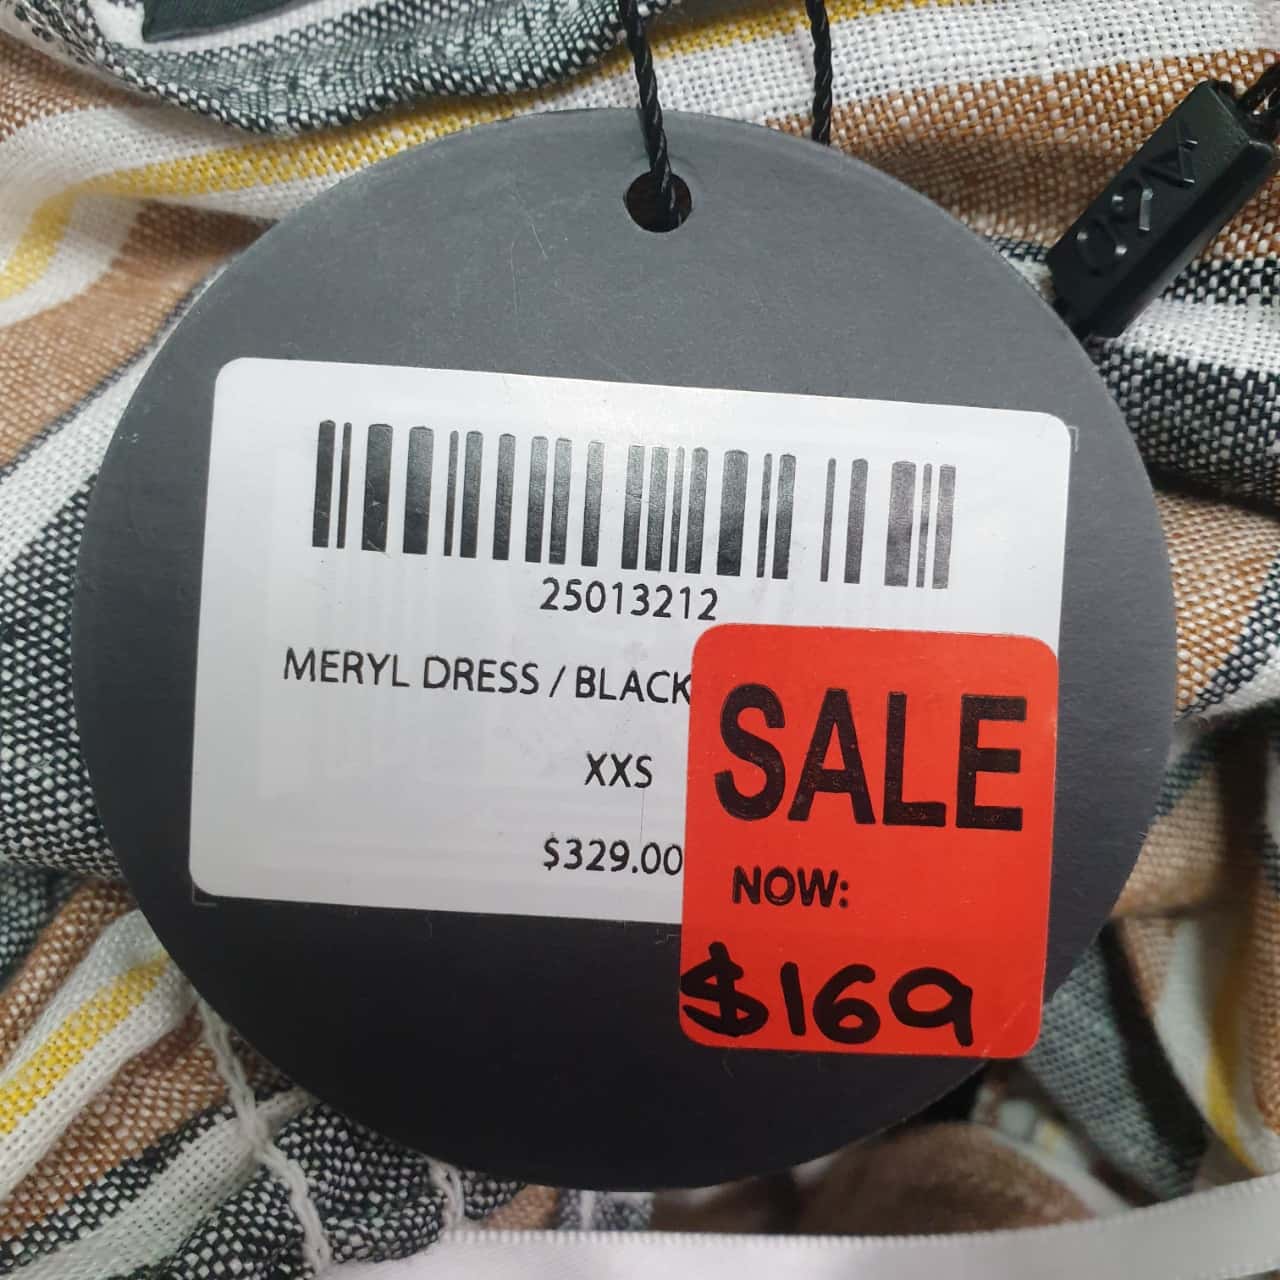 25013212
MERYL DRESS / BLACK
XXS
$329.00
SALE
NOW:
$169